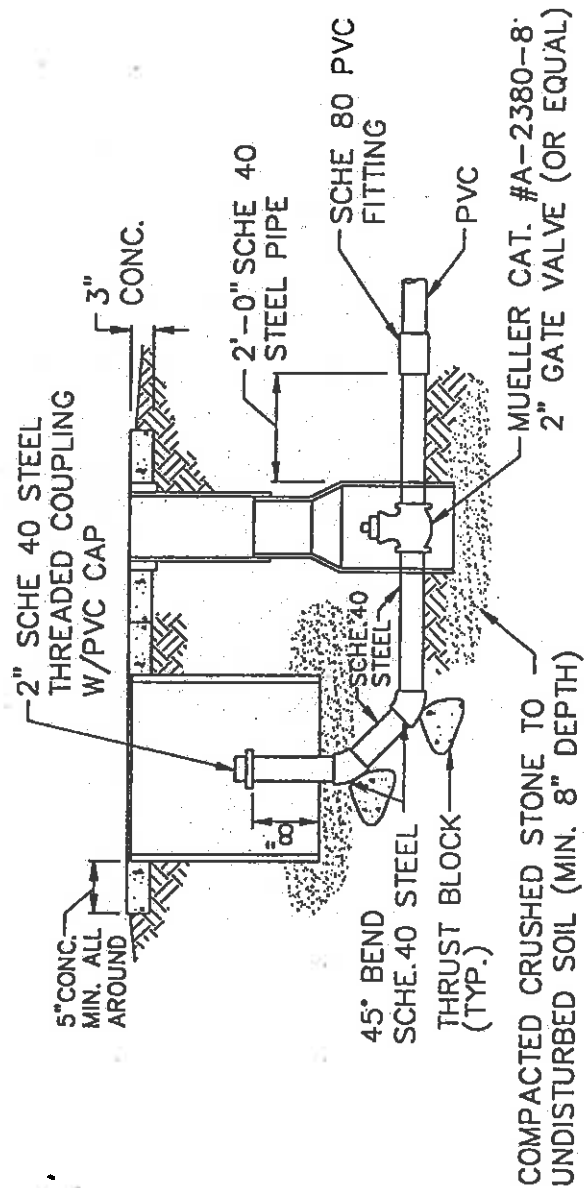 2" SCHE 40 STEEL
THREADED COUPLING
W/PVC CAP
3"
CONC.
5"CONC.
MIN. ALL
AROUND
2'-0" SCHE 40
STEEL PIPE
SCHE 80 PVC
FITTING
PVC
8"
SCHE.40
STEEL
45° BEND
SCHE.40 STEEL
THRUST BLOCK
(TYP.)
MUELLER CAT. #A-2380-8
2" GATE VALVE (OR EQUAL)
COMPACTED CRUSHED STONE TO
UNDISTURBED SOIL (MIN. 8" DEPTH)